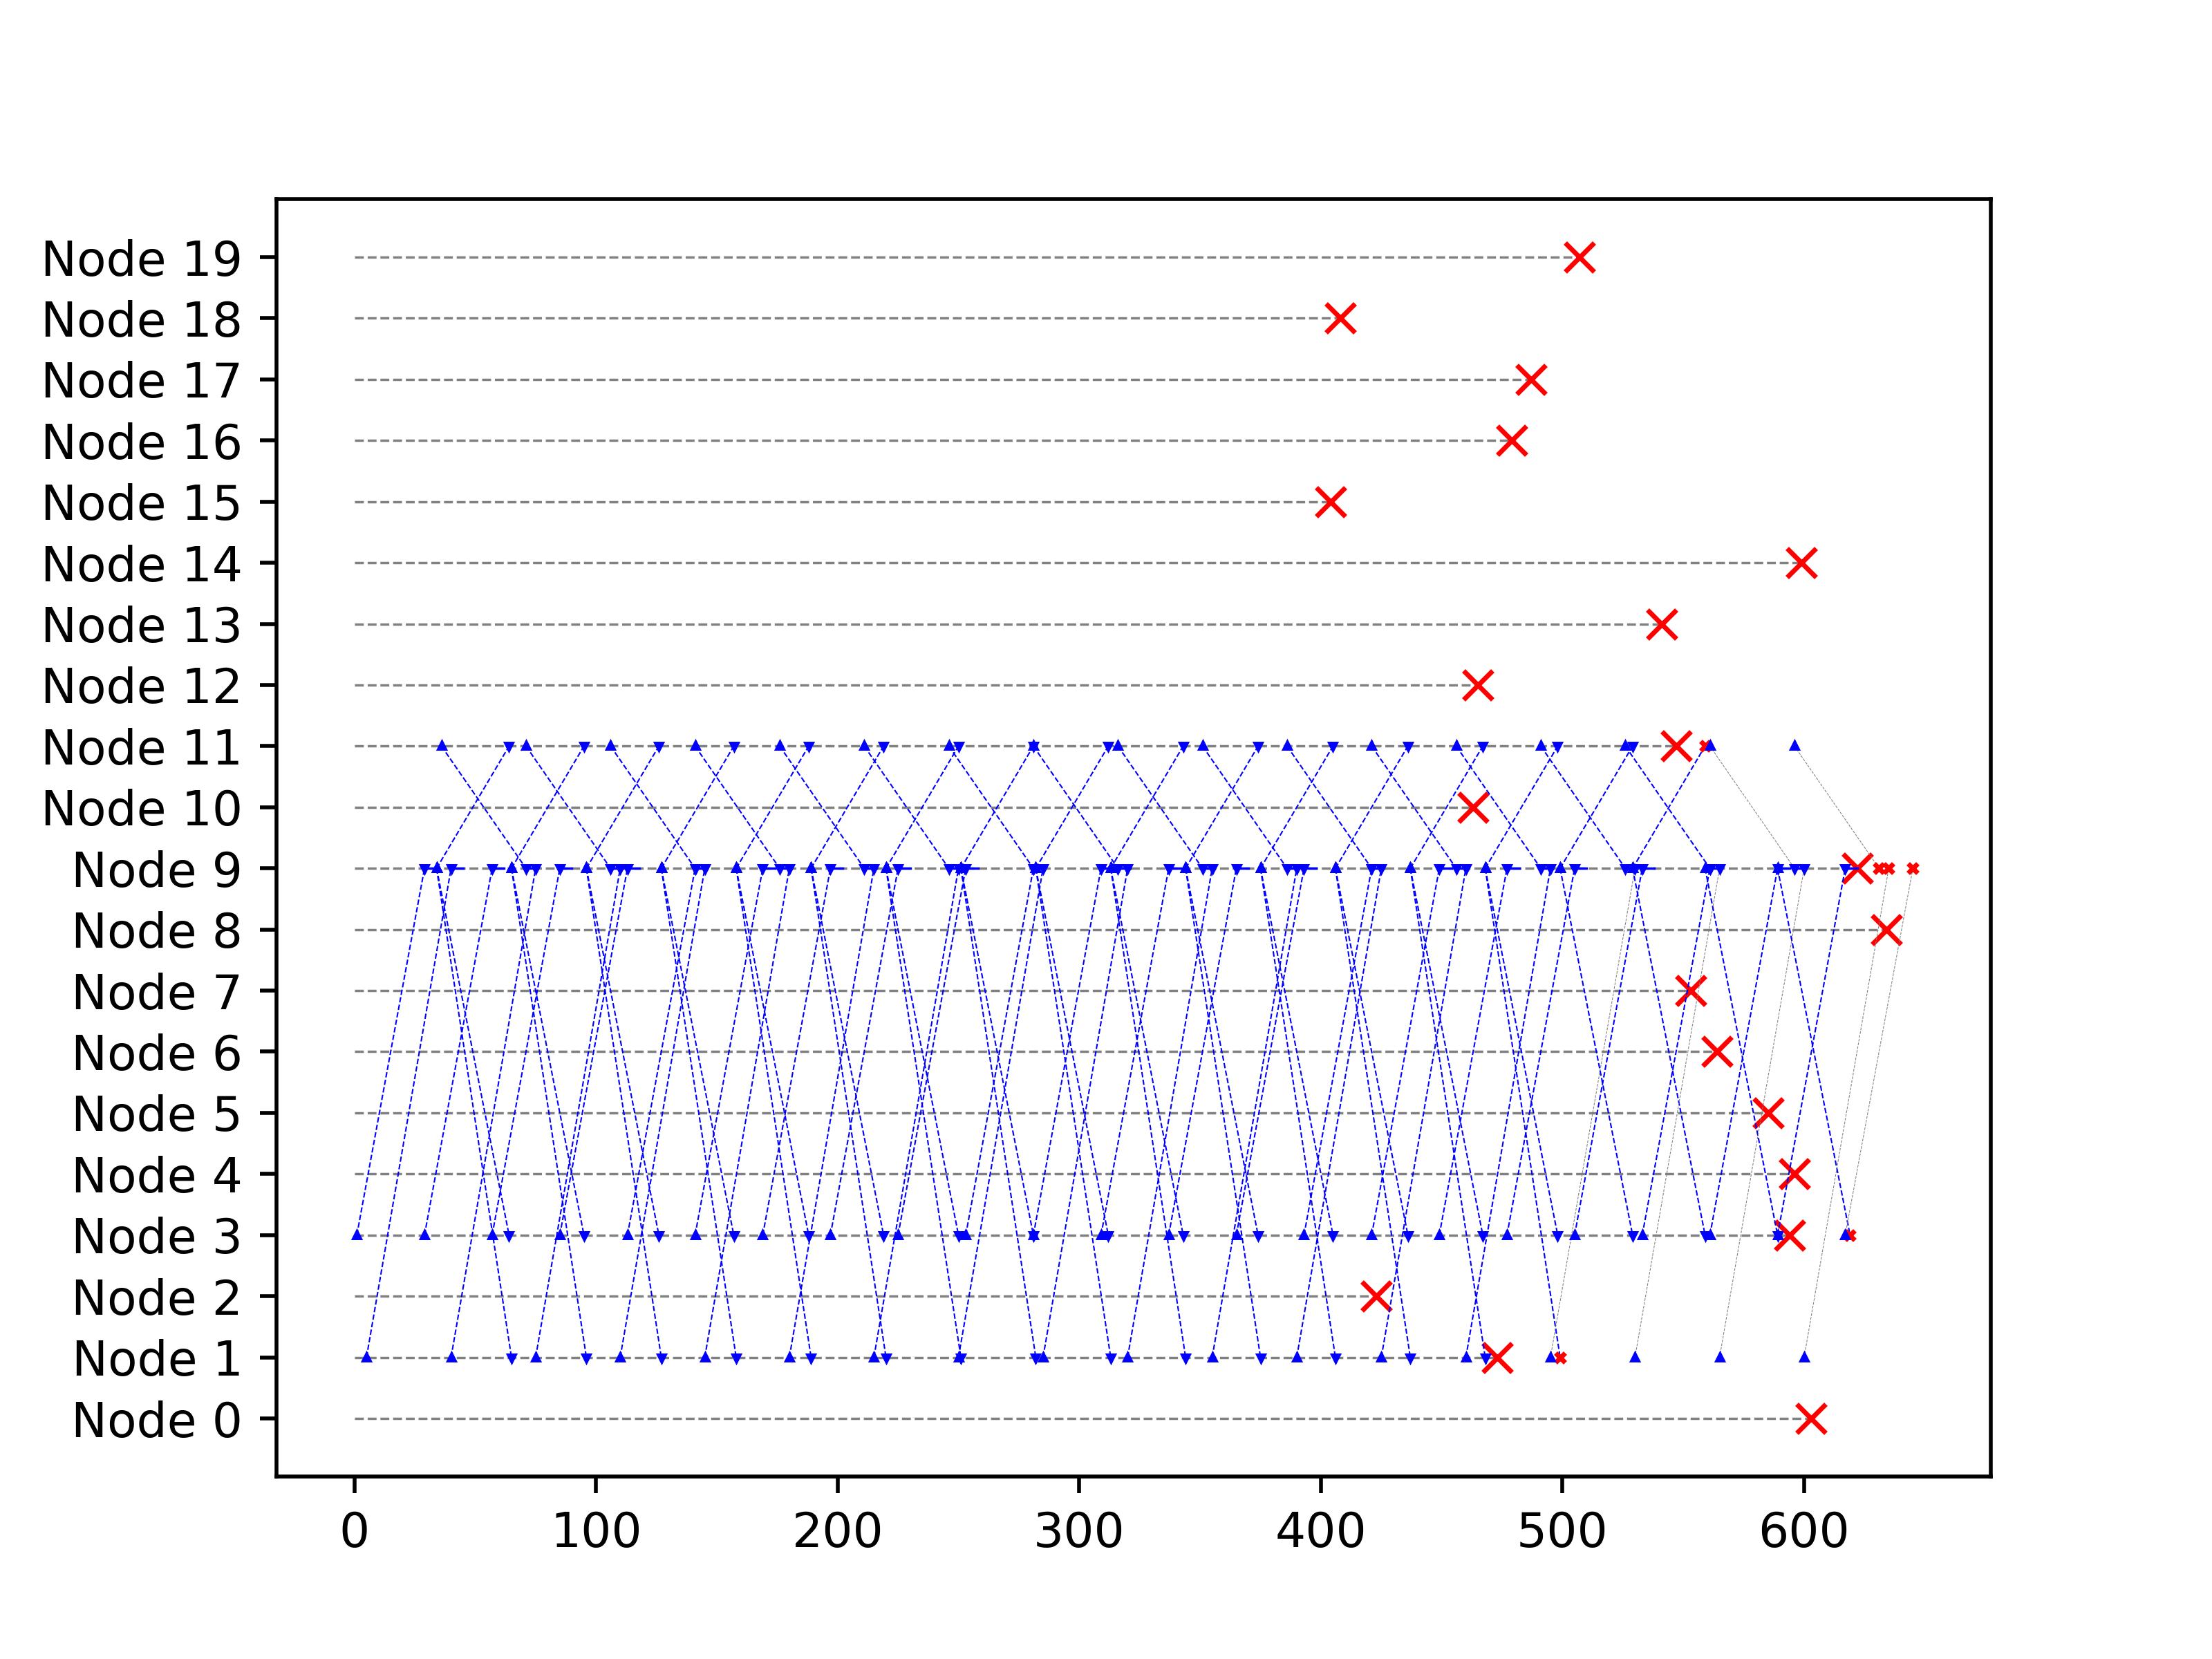 Node 19
Node 18
Node 17
Node 16
Node 15
Node 14
Node 13
Node 12
Node 11
Node 10
Node 9
Node 8
Node 7
Node 6
Node 5
Node 4
Node 3
Node 2
Node 1
Node 0
0 100 200 300 400 500 600